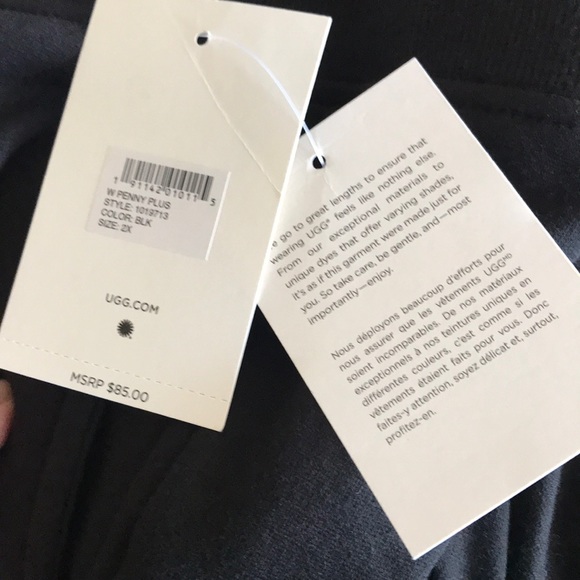 1 91142 01011 5
W PENNY PLUS
STYLE: 1019713
COLOR: BLK
SIZE: 2X
UGG.COM
MSRP $85.00
go to great lengths to ensure that
wearing UGG® feels like nothing else.
From our exceptional materials to
unique dyes that offer varying shades,
it's as if this garment were made just for
you. So take care, be gentle, and—most
importantly—enjoy.
Nous déployons beaucoup d'efforts pour
nous assurer que les vêtements UGGᴹᴰ
soient incomparables. De nos matériaux
exceptionnels à nos teintures uniques en
différentes couleurs, c'est comme si les
vêtements étaient faits pour vous. Donc
faites-y attention, soyez délicat et, surtout,
profitez-en.